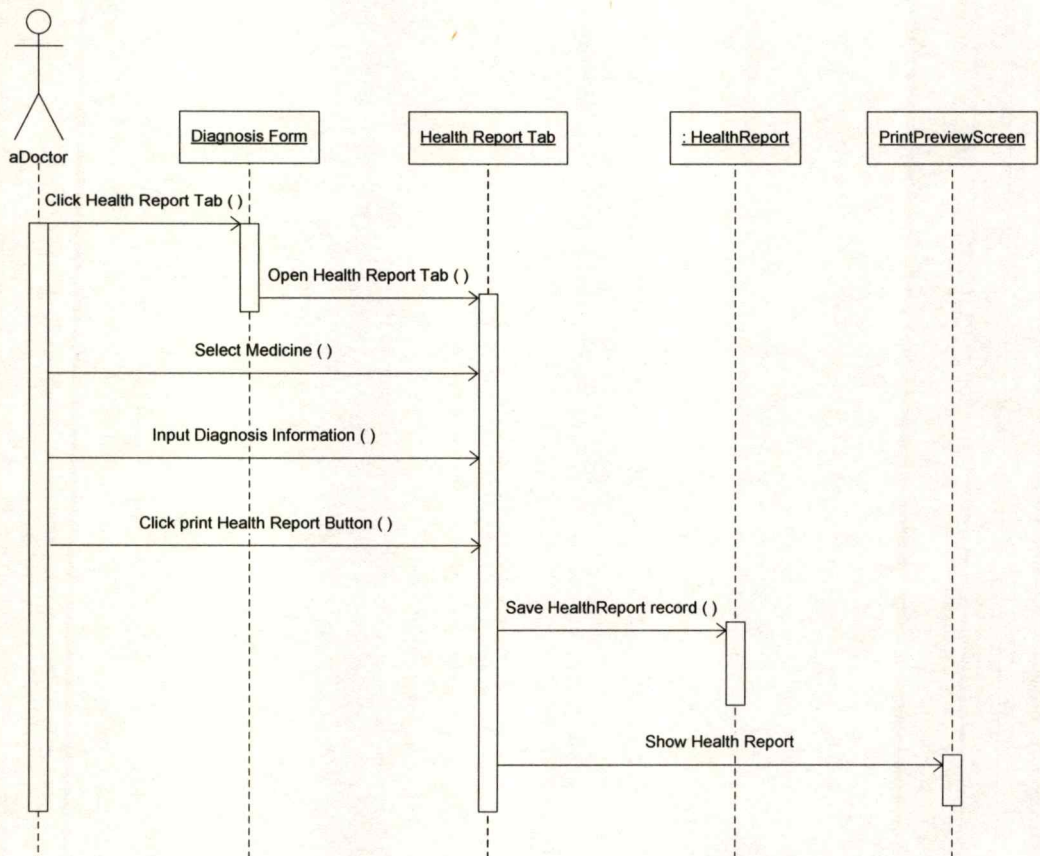 aDoctor
Diagnosis Form
Health Report Tab
: HealthReport
PrintPreviewScreen
Click Health Report Tab ( )
Open Health Report Tab ( )
Select Medicine ( )
Input Diagnosis Information ( )
Click print Health Report Button ( )
Save HealthReport record ( )
Show Health Report